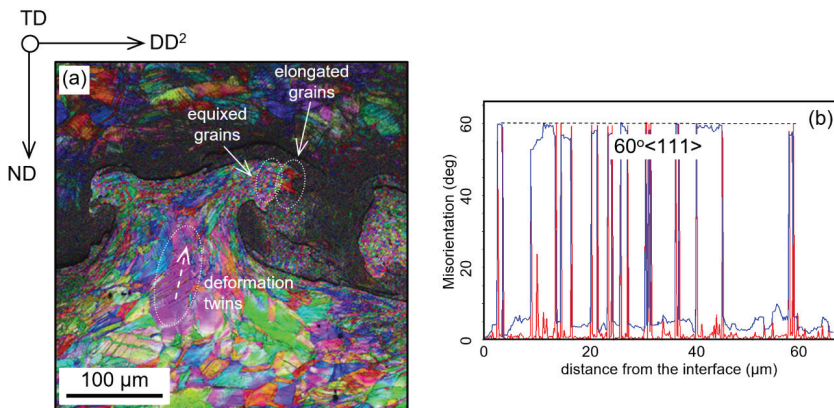 TD
DD²
ND
(a)
elongated
grains
equixed
grains
deformation
twins
100 µm
(b)
60
40
20
0
60º<111>
Misorientation (deg)
0
20
40
60
distance from the interface (µm)